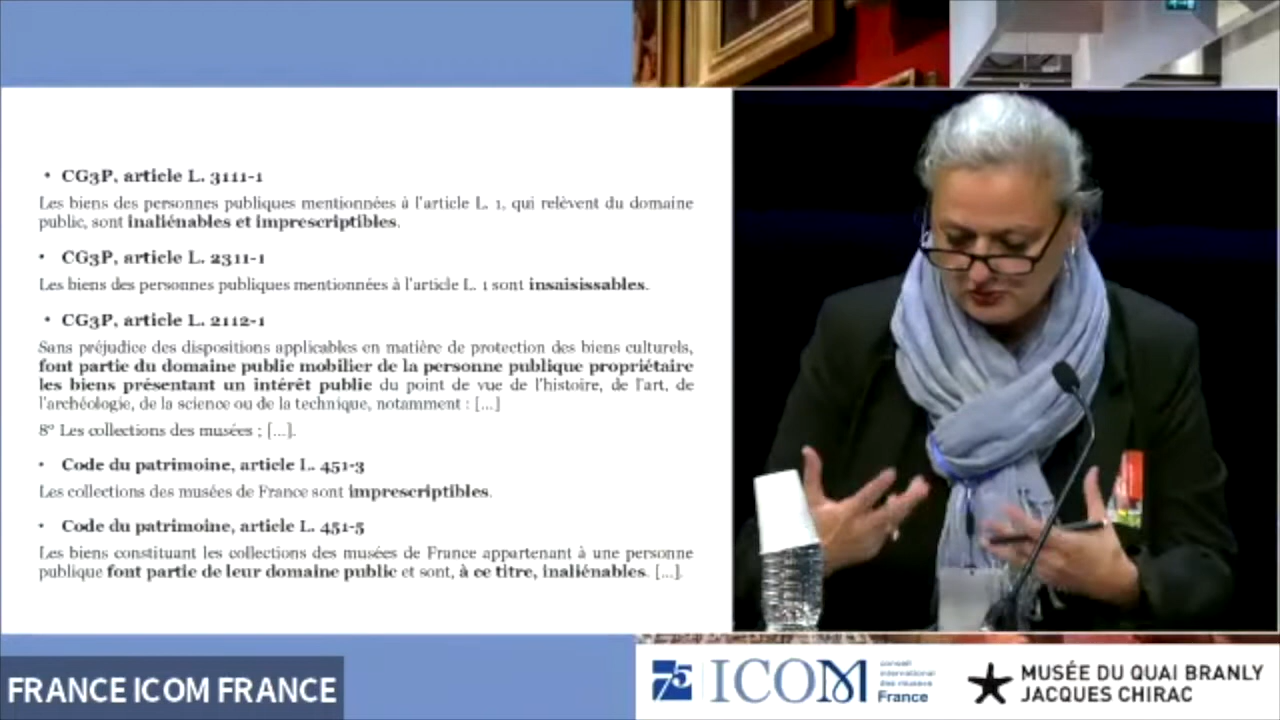 • CG3P, article L. 3111-1
Les biens des personnes publiques mentionnées à l'article L. 1, qui relèvent du domaine
public, sont inaliénables et imprescriptibles.
• CG3P, article L. 2311-1
Les biens des personnes publiques mentionnées à l'article L. 1 sont insaisissables.
• CG3P, article L. 2112-1
Sans préjudice des dispositions applicables en matière de protection des biens culturels,
font partie du domaine public mobilier de la personne publique propriétaire
les biens présentant un intérêt public du point de vue de l'histoire, de l'art, de
l'archéologie, de la science ou de la technique, notamment : [...]
8° Les collections des musées ; [...].
• Code du patrimoine, article L. 451-3
Les collections des musées de France sont imprescriptibles.
• Code du patrimoine, article L. 451-5
Les biens constituant les collections des musées de France appartenant à une personne
publique font partie de leur domaine public et sont, à ce titre, inaliénables. [...].
FRANCE ICOM FRANCE
75 ICOM
conseil
international
des musées
France
MUSÉE DU QUAI BRANLY
JACQUES CHIRAC